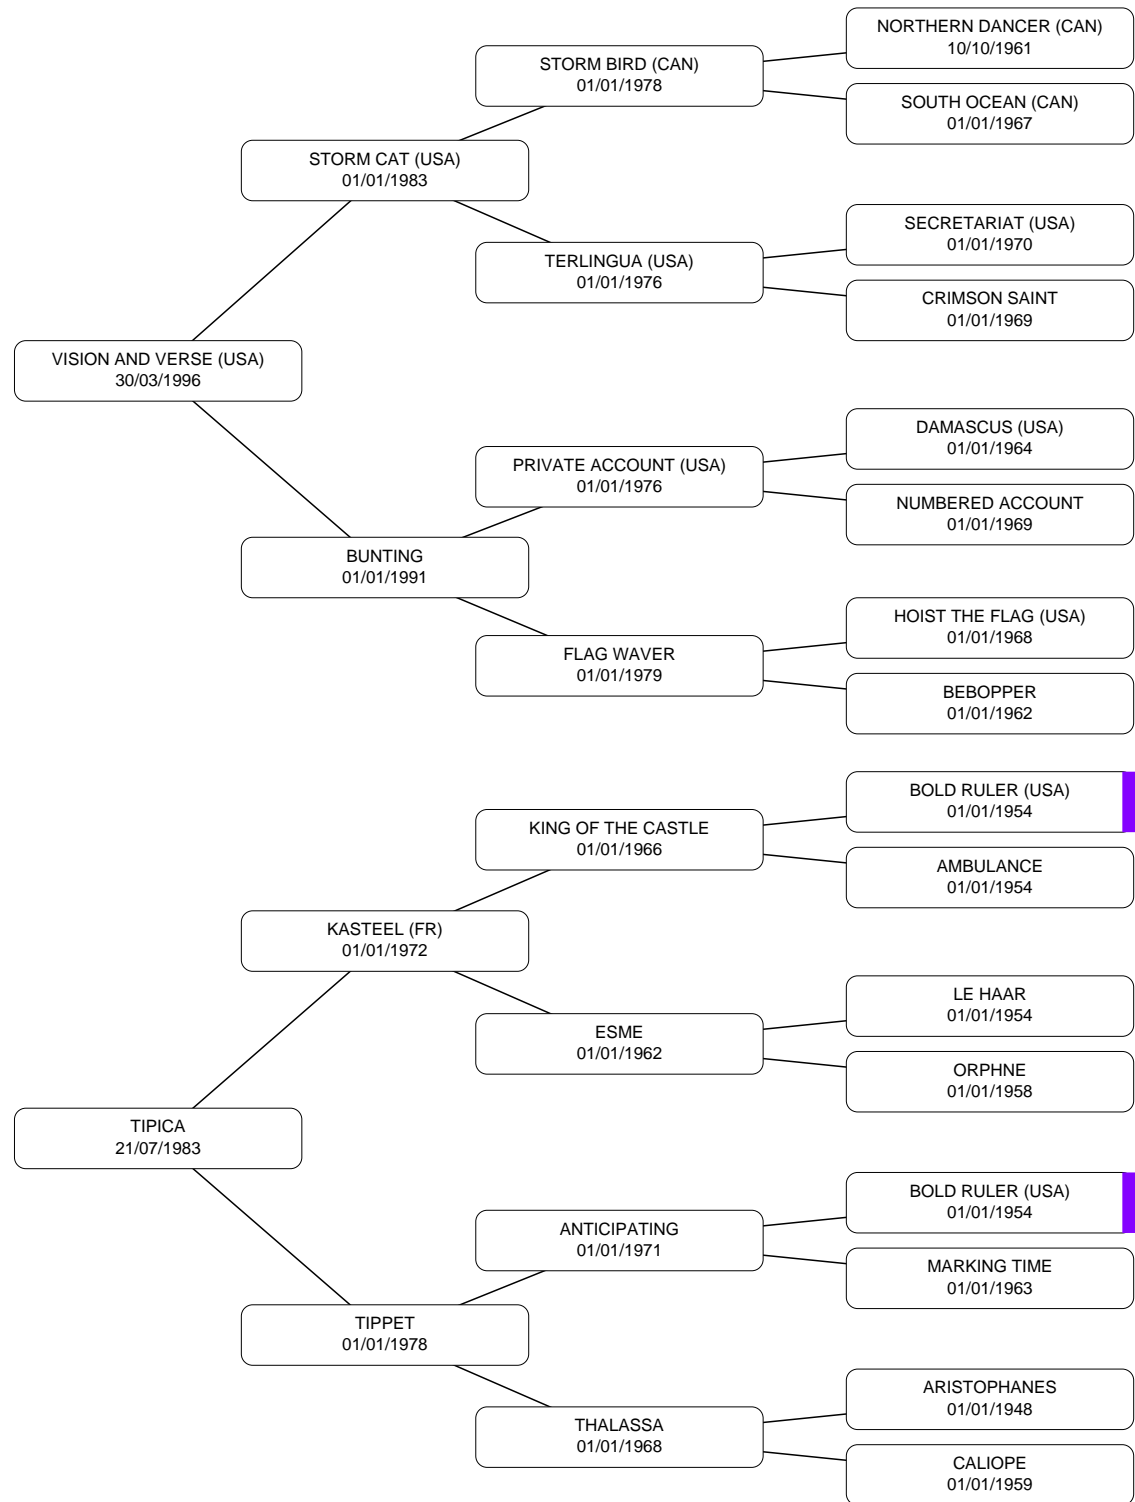 NORTHERN DANCER (CAN)
10/10/1961
STORM BIRD (CAN)
01/01/1978
SOUTH OCEAN (CAN)
01/01/1967
STORM CAT (USA)
01/01/1983
SECRETARIAT (USA)
01/01/1970
TERLINGUA (USA)
01/01/1976
CRIMSON SAINT
01/01/1969
VISION AND VERSE (USA)
30/03/1996
DAMASCUS (USA)
01/01/1964
PRIVATE ACCOUNT (USA)
01/01/1976
NUMBERED ACCOUNT
01/01/1969
BUNTING
01/01/1991
HOIST THE FLAG (USA)
01/01/1968
FLAG WAVER
01/01/1979
BEBOPPER
01/01/1962
BOLD RULER (USA)
01/01/1954
KING OF THE CASTLE
01/01/1966
AMBULANCE
01/01/1954
KASTEEL (FR)
01/01/1972
LE HAAR
01/01/1954
ESME
01/01/1962
ORPHNE
01/01/1958
TIPICA
21/07/1983
BOLD RULER (USA)
01/01/1954
ANTICIPATING
01/01/1971
MARKING TIME
01/01/1963
TIPPET
01/01/1978
ARISTOPHANES
01/01/1948
THALASSA
01/01/1968
CALIOPE
01/01/1959